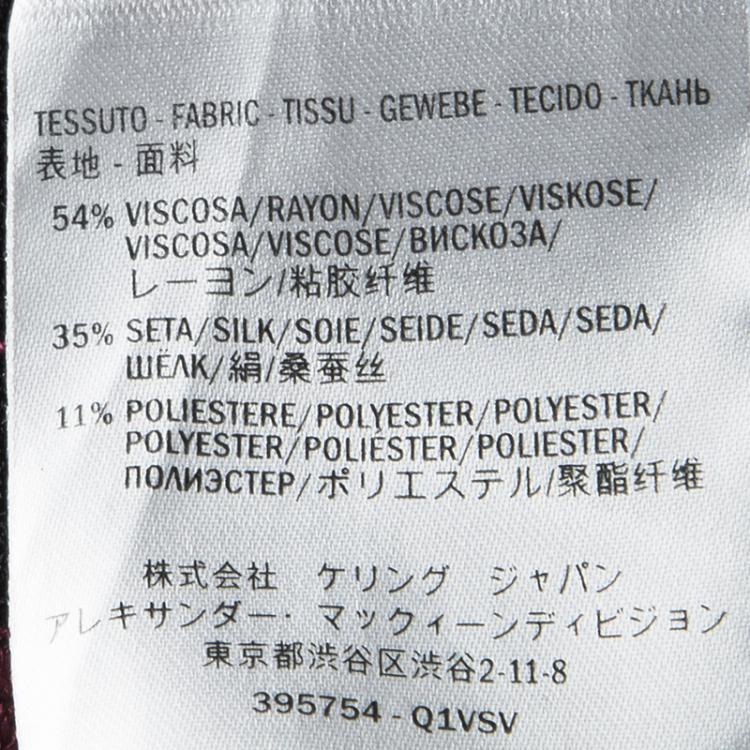 TESSUTO - FABRIC - TISSU - GEWEBE - TECIDO - ТКАНЬ
表地 - 面料
54% VISCOSA/RAYON/VISCOSE/VISKOSE/
VISCOSA/VISCOSE/ВИСКОЗА/
レーヨン/粘胶纤维
35% SETA/SILK/SOIE/SEIDE/SEDA/SEDA/
ШЁЛК/絹/桑蚕丝
11% POLIESTERE/POLYESTER/POLYESTER/
POLYESTER/POLIÉSTER/POLIESTER/
ПОЛИЭСТЕР/ポリエステル/聚酯纤维
株式会社 ケリング ジャパン
アレキサンダー・マックィーンディビジョン
東京都渋谷区渋谷2-11-8
395754 - Q1VSV